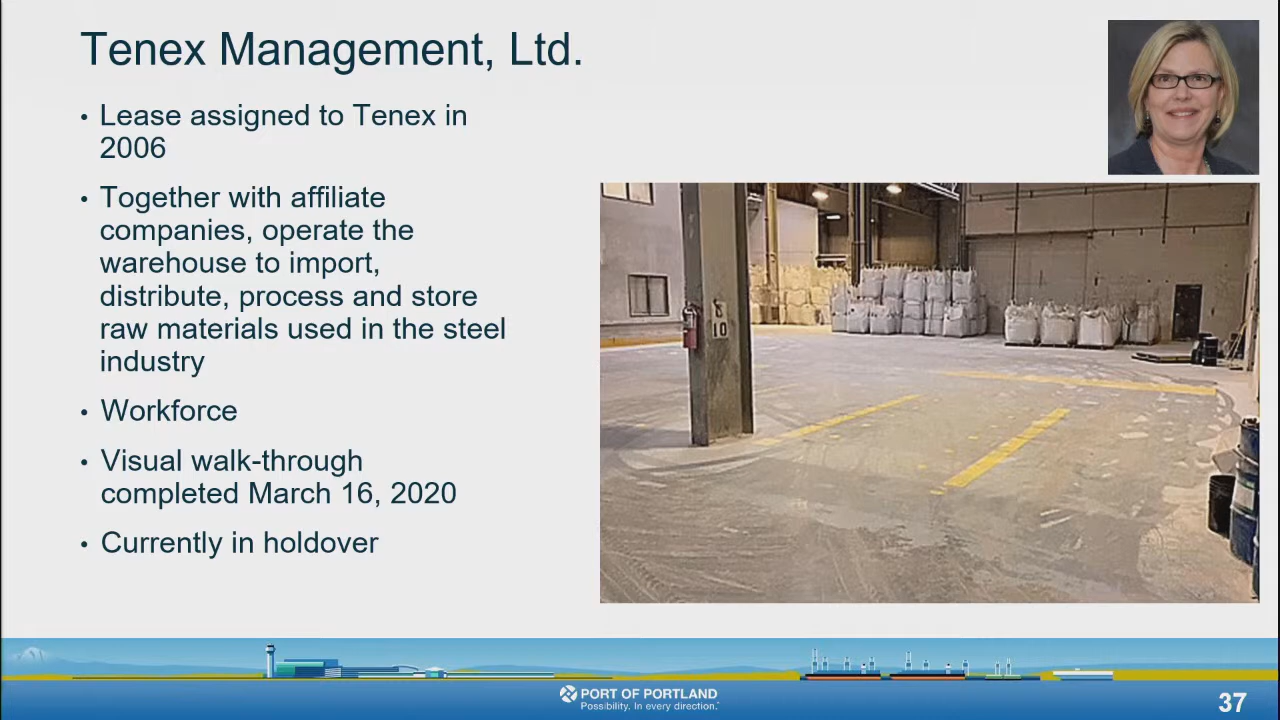 Tenex Management, Ltd.
• Lease assigned to Tenex in
2006
• Together with affiliate
companies, operate the
warehouse to import,
distribute, process and store
raw materials used in the steel
industry
• Workforce
• Visual walk-through
completed March 16, 2020
• Currently in holdover
10
PORT OF PORTLAND
Possibility. In every direction.
37